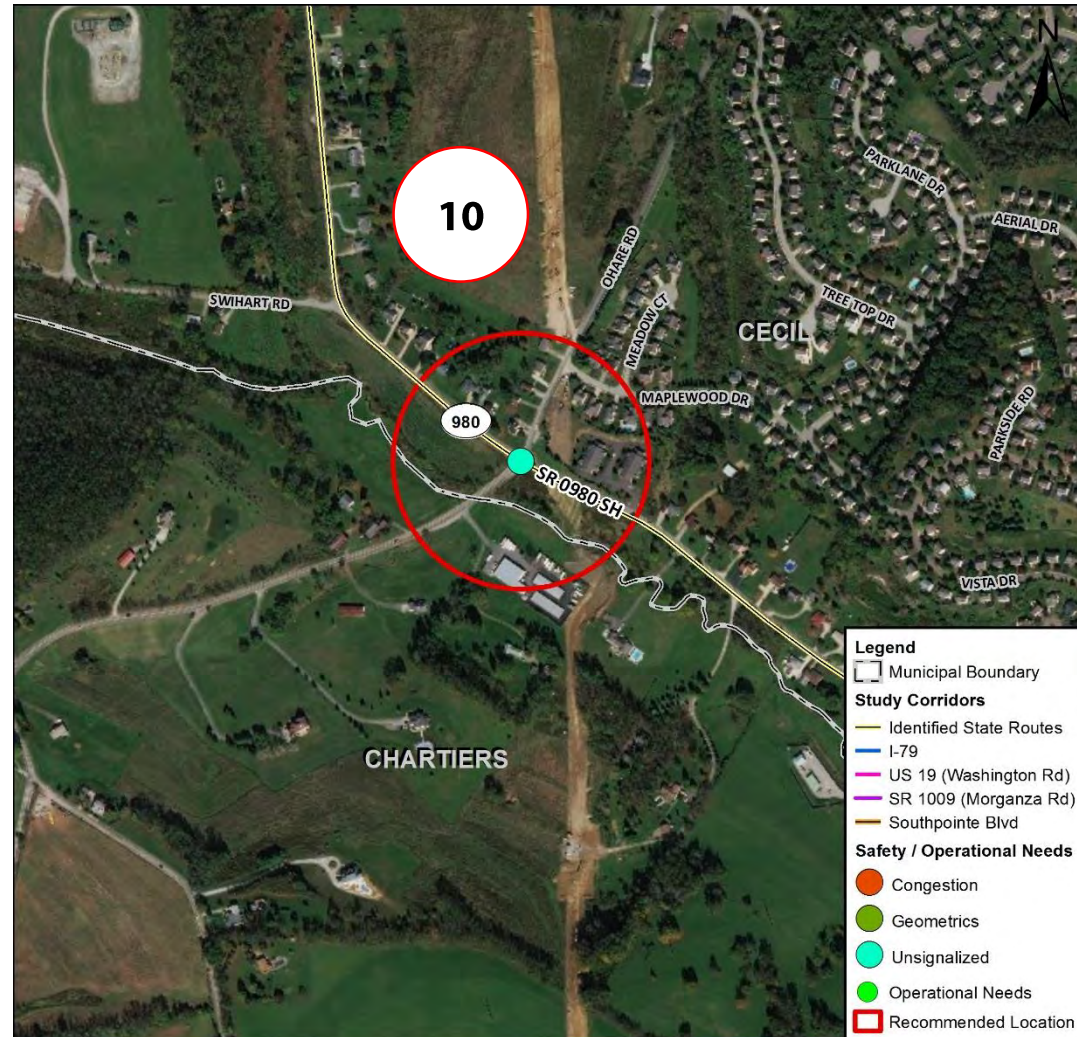 N
PARKLANE DR
10
AERIAL DR
OHARE RD
SWIHART RD
MEADOW CT
TREE TOP DR
CECIL
MAPLEWOOD DR
PARKSIDE RD
980
SR 0980 SH
VISTA DR
CHARTIERS
Legend
Municipal Boundary
Study Corridors
Identified State Routes
I-79
US 19 (Washington Rd)
SR 1009 (Morganza Rd)
Southpointe Blvd
Safety / Operational Needs
Congestion
Geometrics
Unsignalized
Operational Needs
Recommended Location